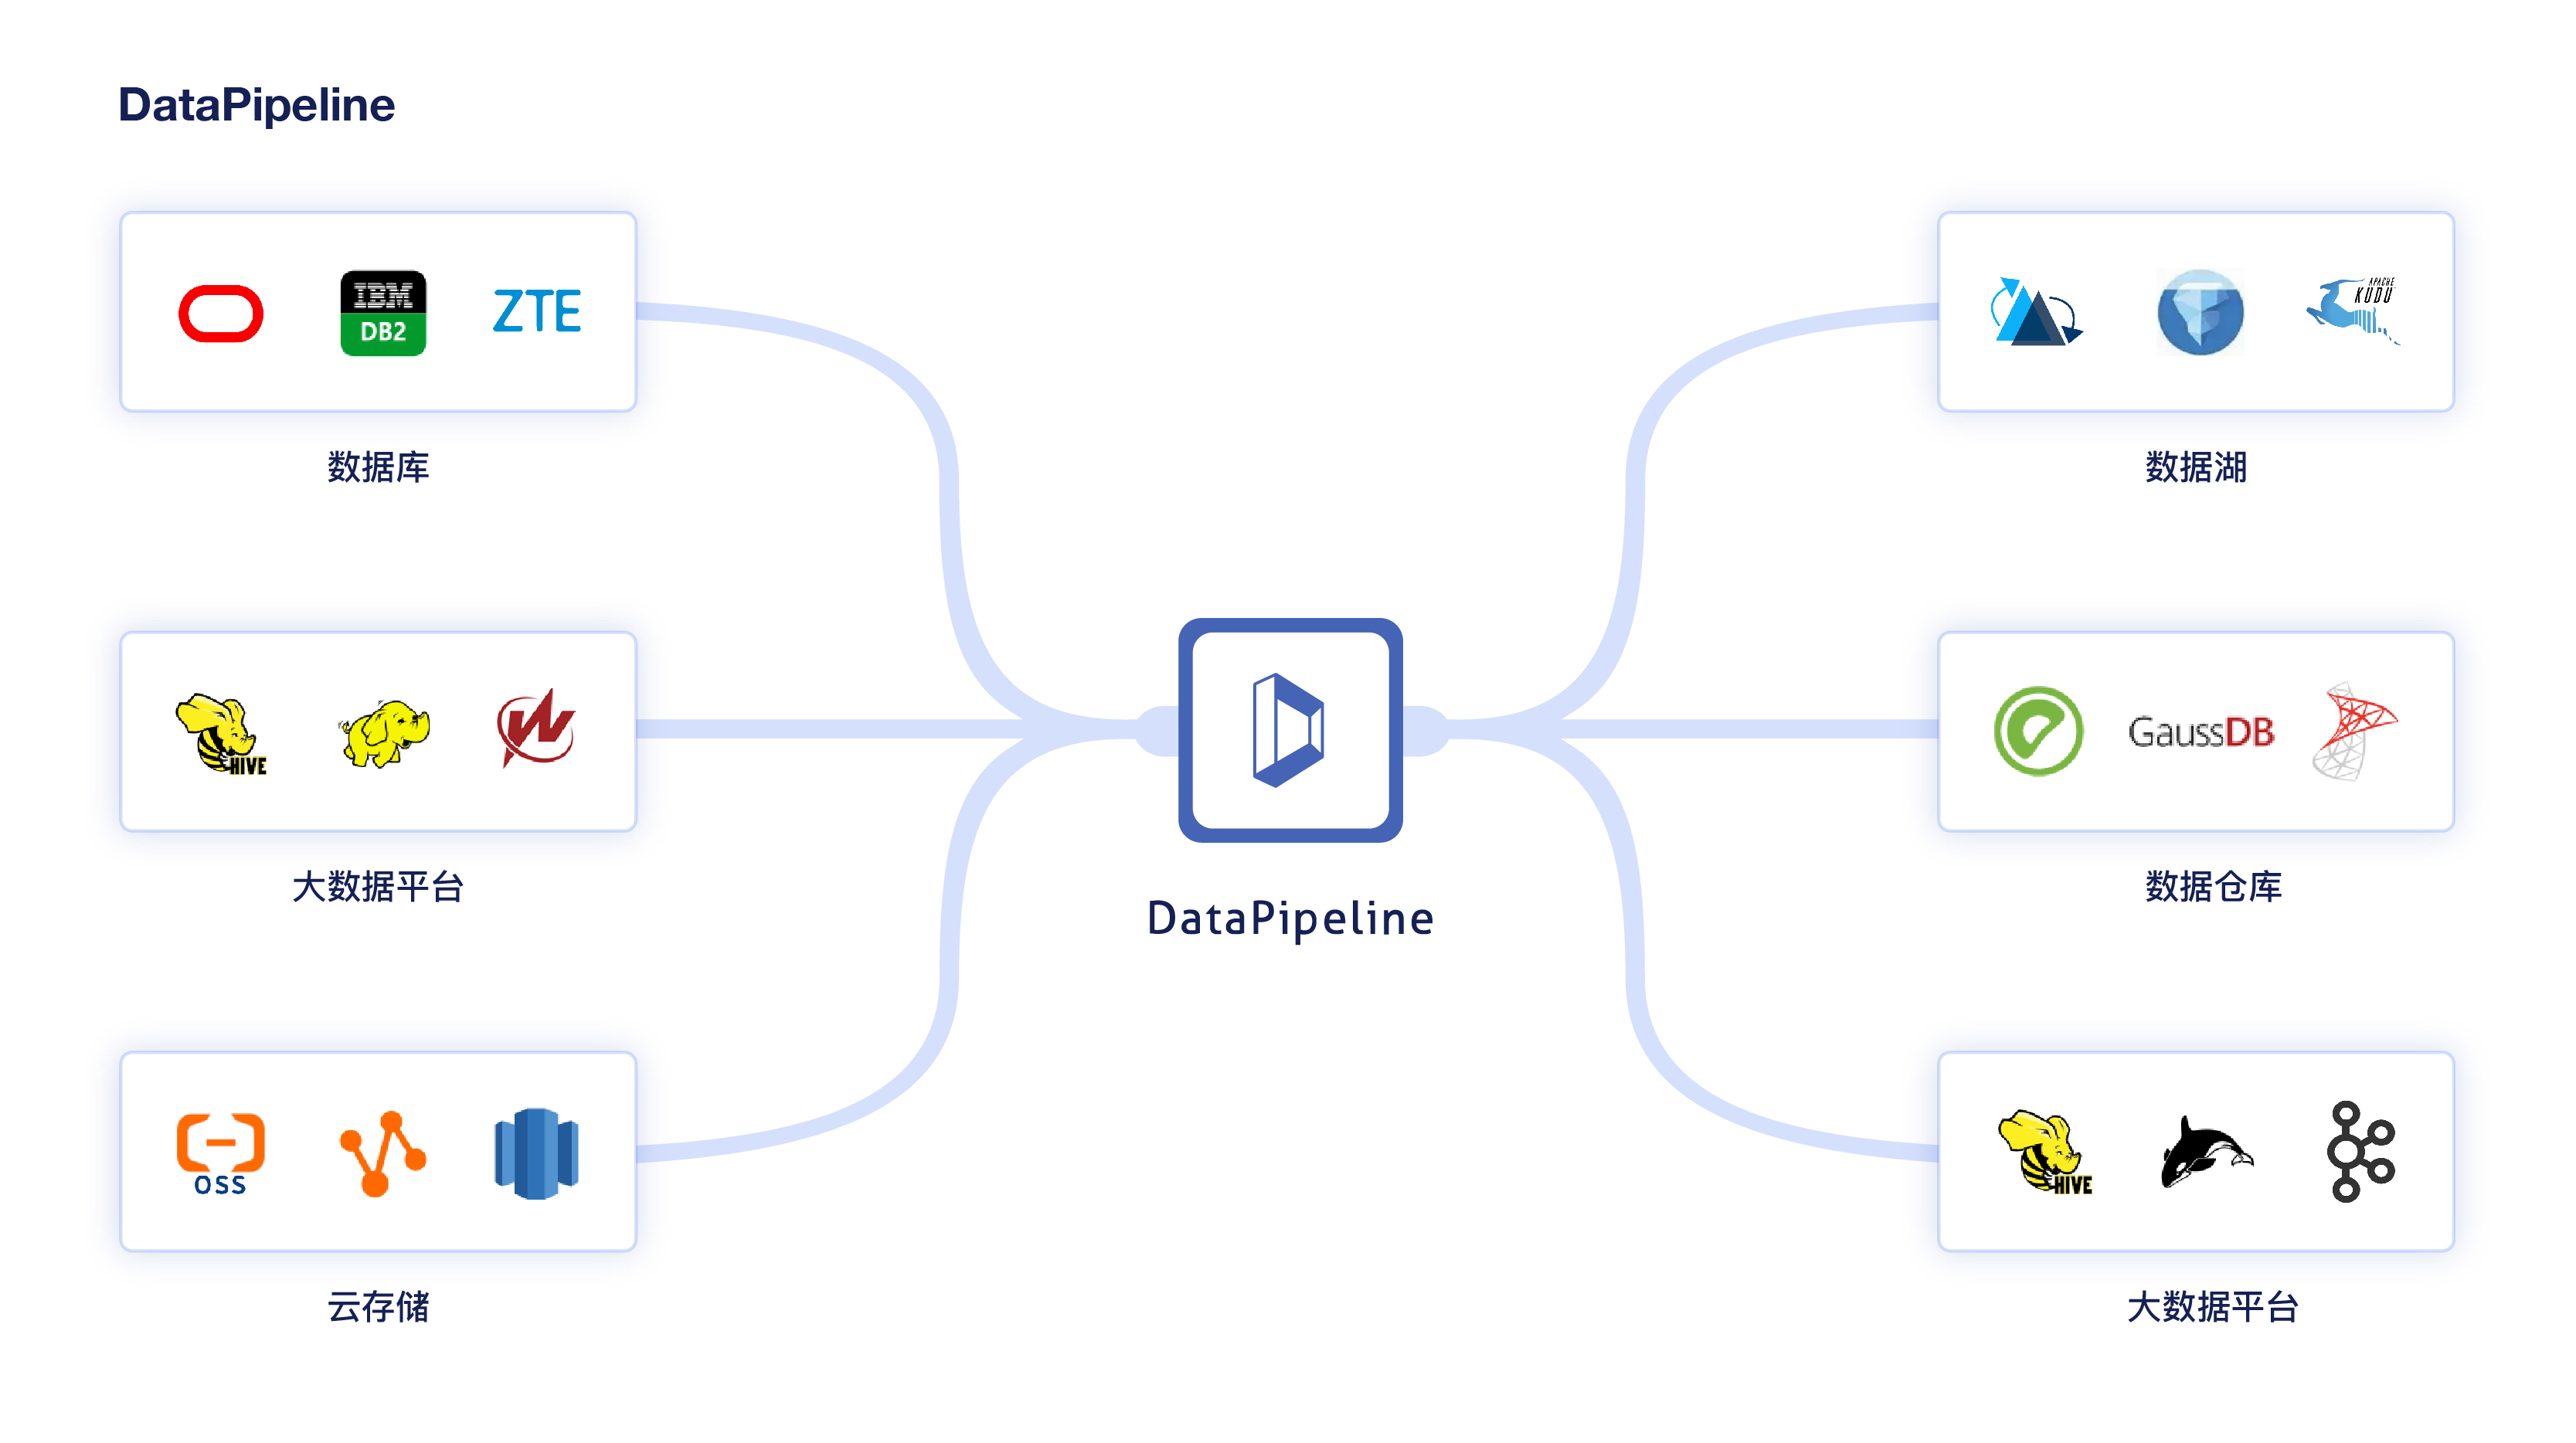 DataPipeline
IBM
DB2
ZTE
数据库
APACHE
KUDU
数据湖
HIVE
大数据平台
DataPipeline
GaussDB
数据仓库
OSS
云存储
HIVE
大数据平台